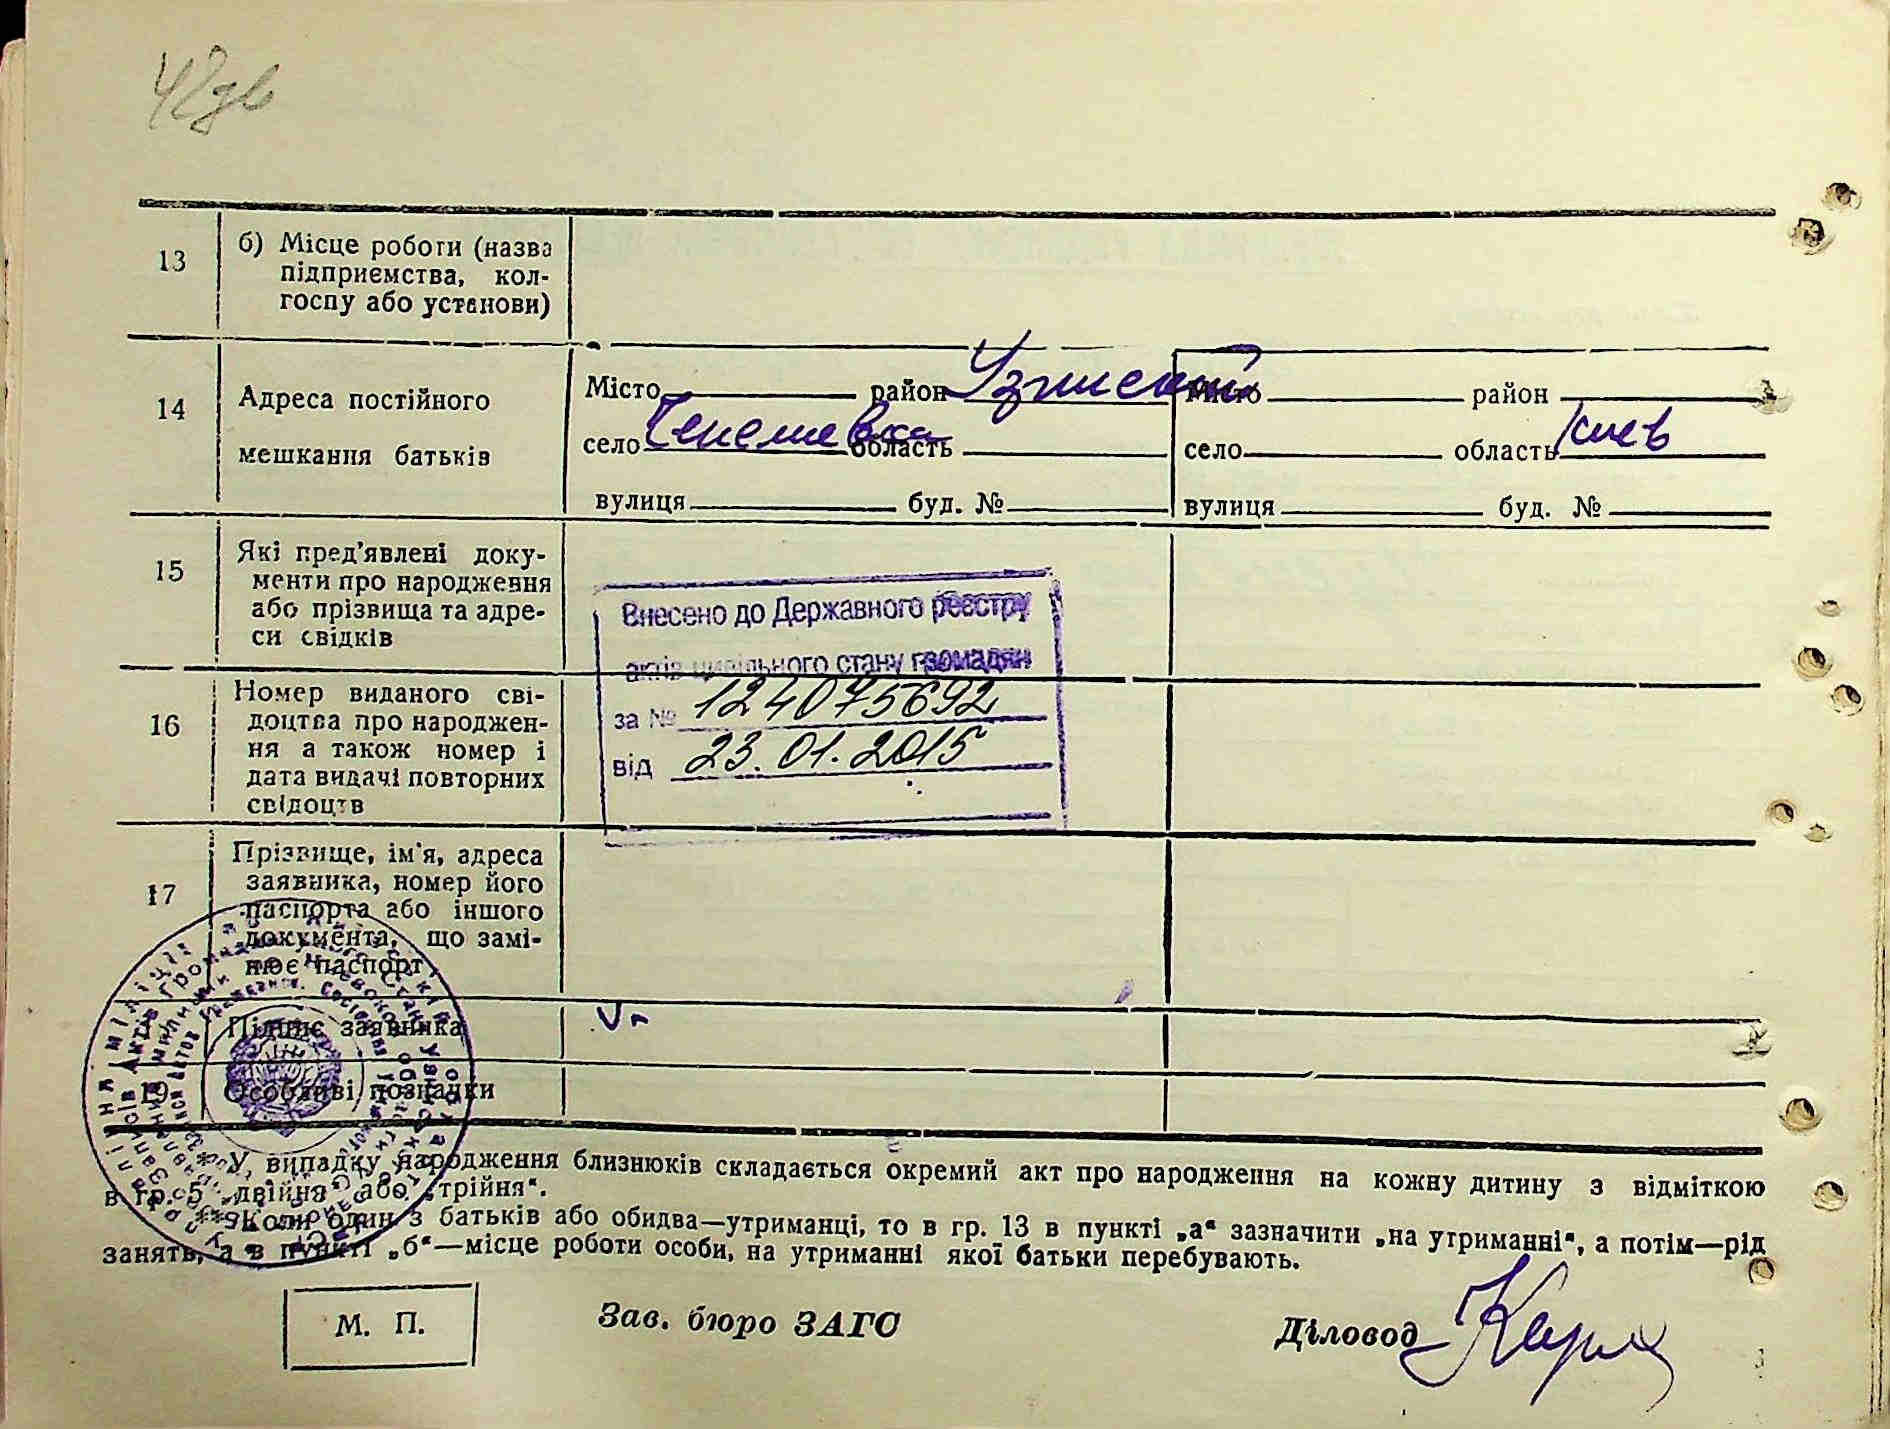 42
13
б) Місце роботи (назва
підприємства, кол-
госпу або установи)
14
Адреса постійного
мешкання батьків
Місто район Узинский
село область
вулиця буд. №
Місто район
село область Киев
вулиця буд. №
15
Які пред'явлені доку-
менти про народження
або прізвища та адре-
си свідків
16
Номер виданого сві-
доцтва про народжен-
ня а також номер і
дата видачі повторних
свідоцтв
Внесено до Державного реєстру
актів цивільного стану громадян
за № 124075692
від 23.01.2015
17
Прізвище, ім'я, адреса
заявника, номер його
паспорта або іншого
документа, що замі-
нює паспорт
Підпис заявника
19
Особливі позначки
* У випадку народження близнюків складається окремий акт про народження на кожну дитину з відміткою
в гр. 5 „двійня" або „трійня".
** Коли один з батьків або обидва—утриманці, то в гр. 13 в пункті „а" зазначити „на утриманні", а потім—рід
занять, а в пункті „б"—місце роботи особи, на утриманні якої батьки перебувають.
М. П.
Зав. бюро ЗАГС
Діловод